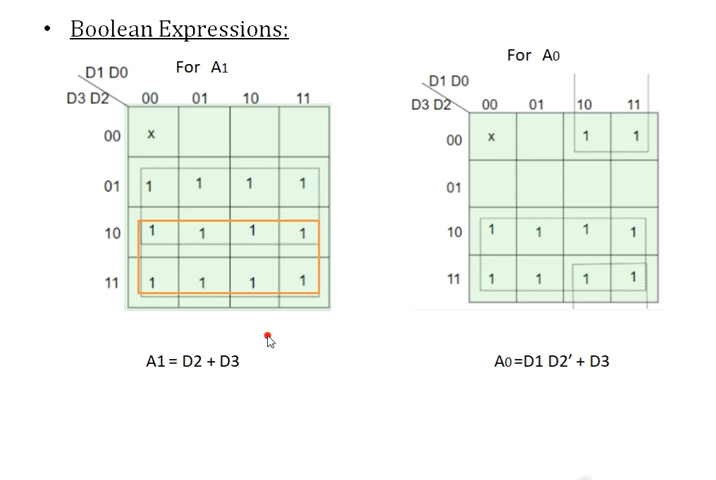 • Boolean Expressions:
For A1
D1 D0
D3 D2 00 01 10 11
00 x
01 1 1 1 1
10 1 1 1 1
11 1 1 1 1
A1 = D2 + D3
For A0
D1 D0
D3 D2 00 01 10 11
00 x 1 1
01
10 1 1 1 1
11 1 1 1 1
A0=D1 D2′ + D3